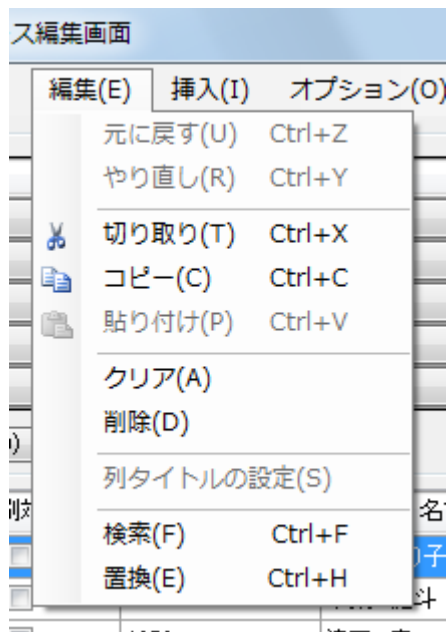 ス編集画面
編集(E) 挿入(I) オプション(O)
元に戻す(U) Ctrl+Z
やり直し(R) Ctrl+Y
切り取り(T) Ctrl+X
コピー(C) Ctrl+C
貼り付け(P) Ctrl+V
クリア(A)
削除(D)
列タイトルの設定(S)
名
検索(F) Ctrl+F
子
置換(E) Ctrl+H
斗